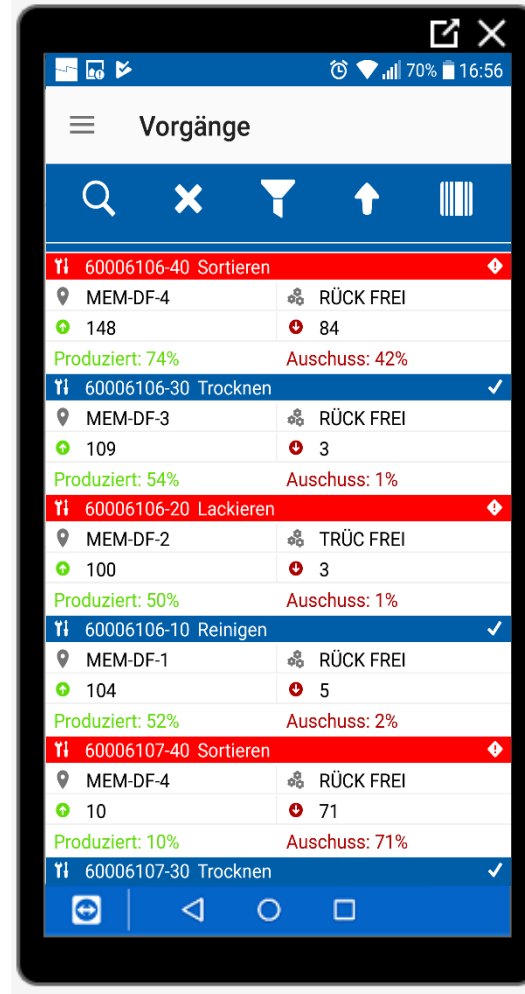 70% 16:56
Vorgänge
60006106-40 Sortieren
MEM-DF-4 RÜCK FREI
148 84
Produziert: 74% Auschuss: 42%
60006106-30 Trocknen
MEM-DF-3 RÜCK FREI
109 3
Produziert: 54% Auschuss: 1%
60006106-20 Lackieren
MEM-DF-2 TRÜC FREI
100 3
Produziert: 50% Auschuss: 1%
60006106-10 Reinigen
MEM-DF-1 RÜCK FREI
104 5
Produziert: 52% Auschuss: 2%
60006107-40 Sortieren
MEM-DF-4 RÜCK FREI
10 71
Produziert: 10% Auschuss: 71%
60006107-30 Trocknen